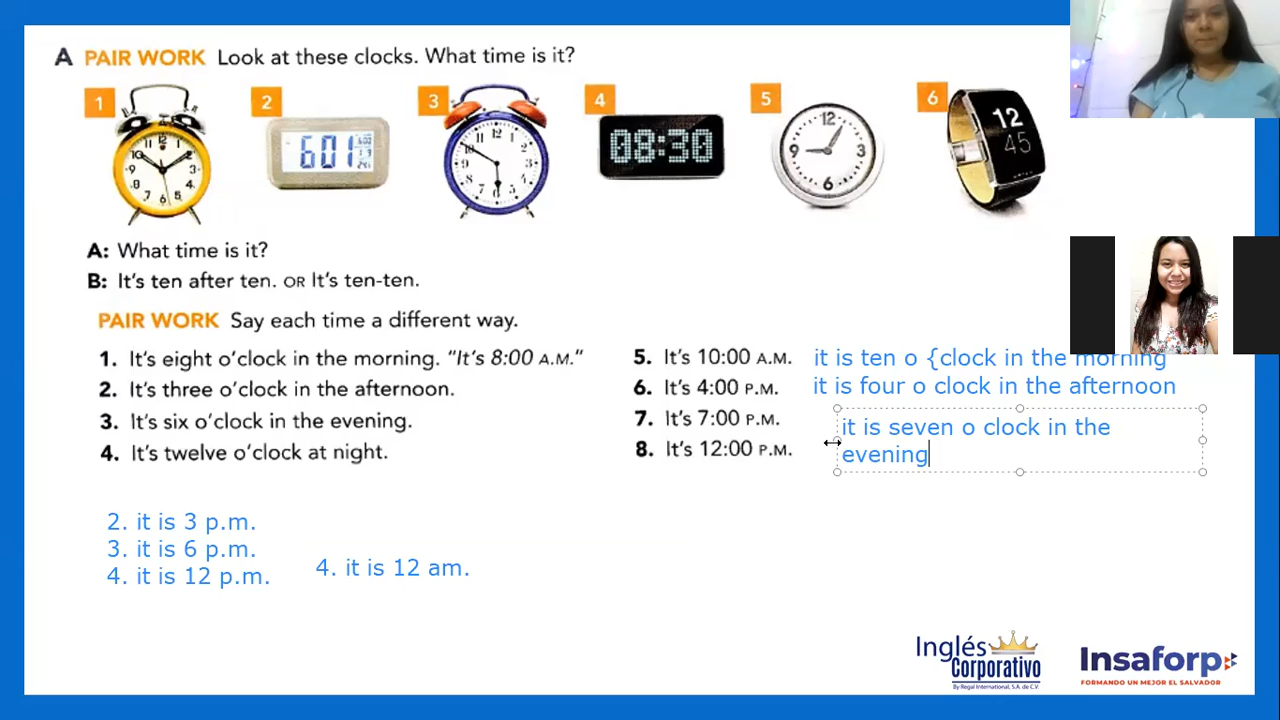 A PAIR WORK Look at these clocks. What time is it?
1 2 3 4 5 6
601
08:30
12
45
A: What time is it?
B: It's ten after ten. OR It's ten-ten.
PAIR WORK Say each time a different way.
1. It's eight o'clock in the morning. "It's 8:00 A.M."
2. It's three o'clock in the afternoon.
3. It's six o'clock in the evening.
4. It's twelve o'clock at night.
5. It's 10:00 A.M. it is ten o {clock in the morning
6. It's 4:00 P.M. it is four o clock in the afternoon
7. It's 7:00 P.M. it is seven o clock in the
evening
8. It's 12:00 P.M.
2. it is 3 p.m.
3. it is 6 p.m.
4. it is 12 p.m.
4. it is 12 am.
Inglés
Corporativo
By Regal International, S.A. de C.V.
Insaforp
FORMANDO UN MEJOR EL SALVADOR